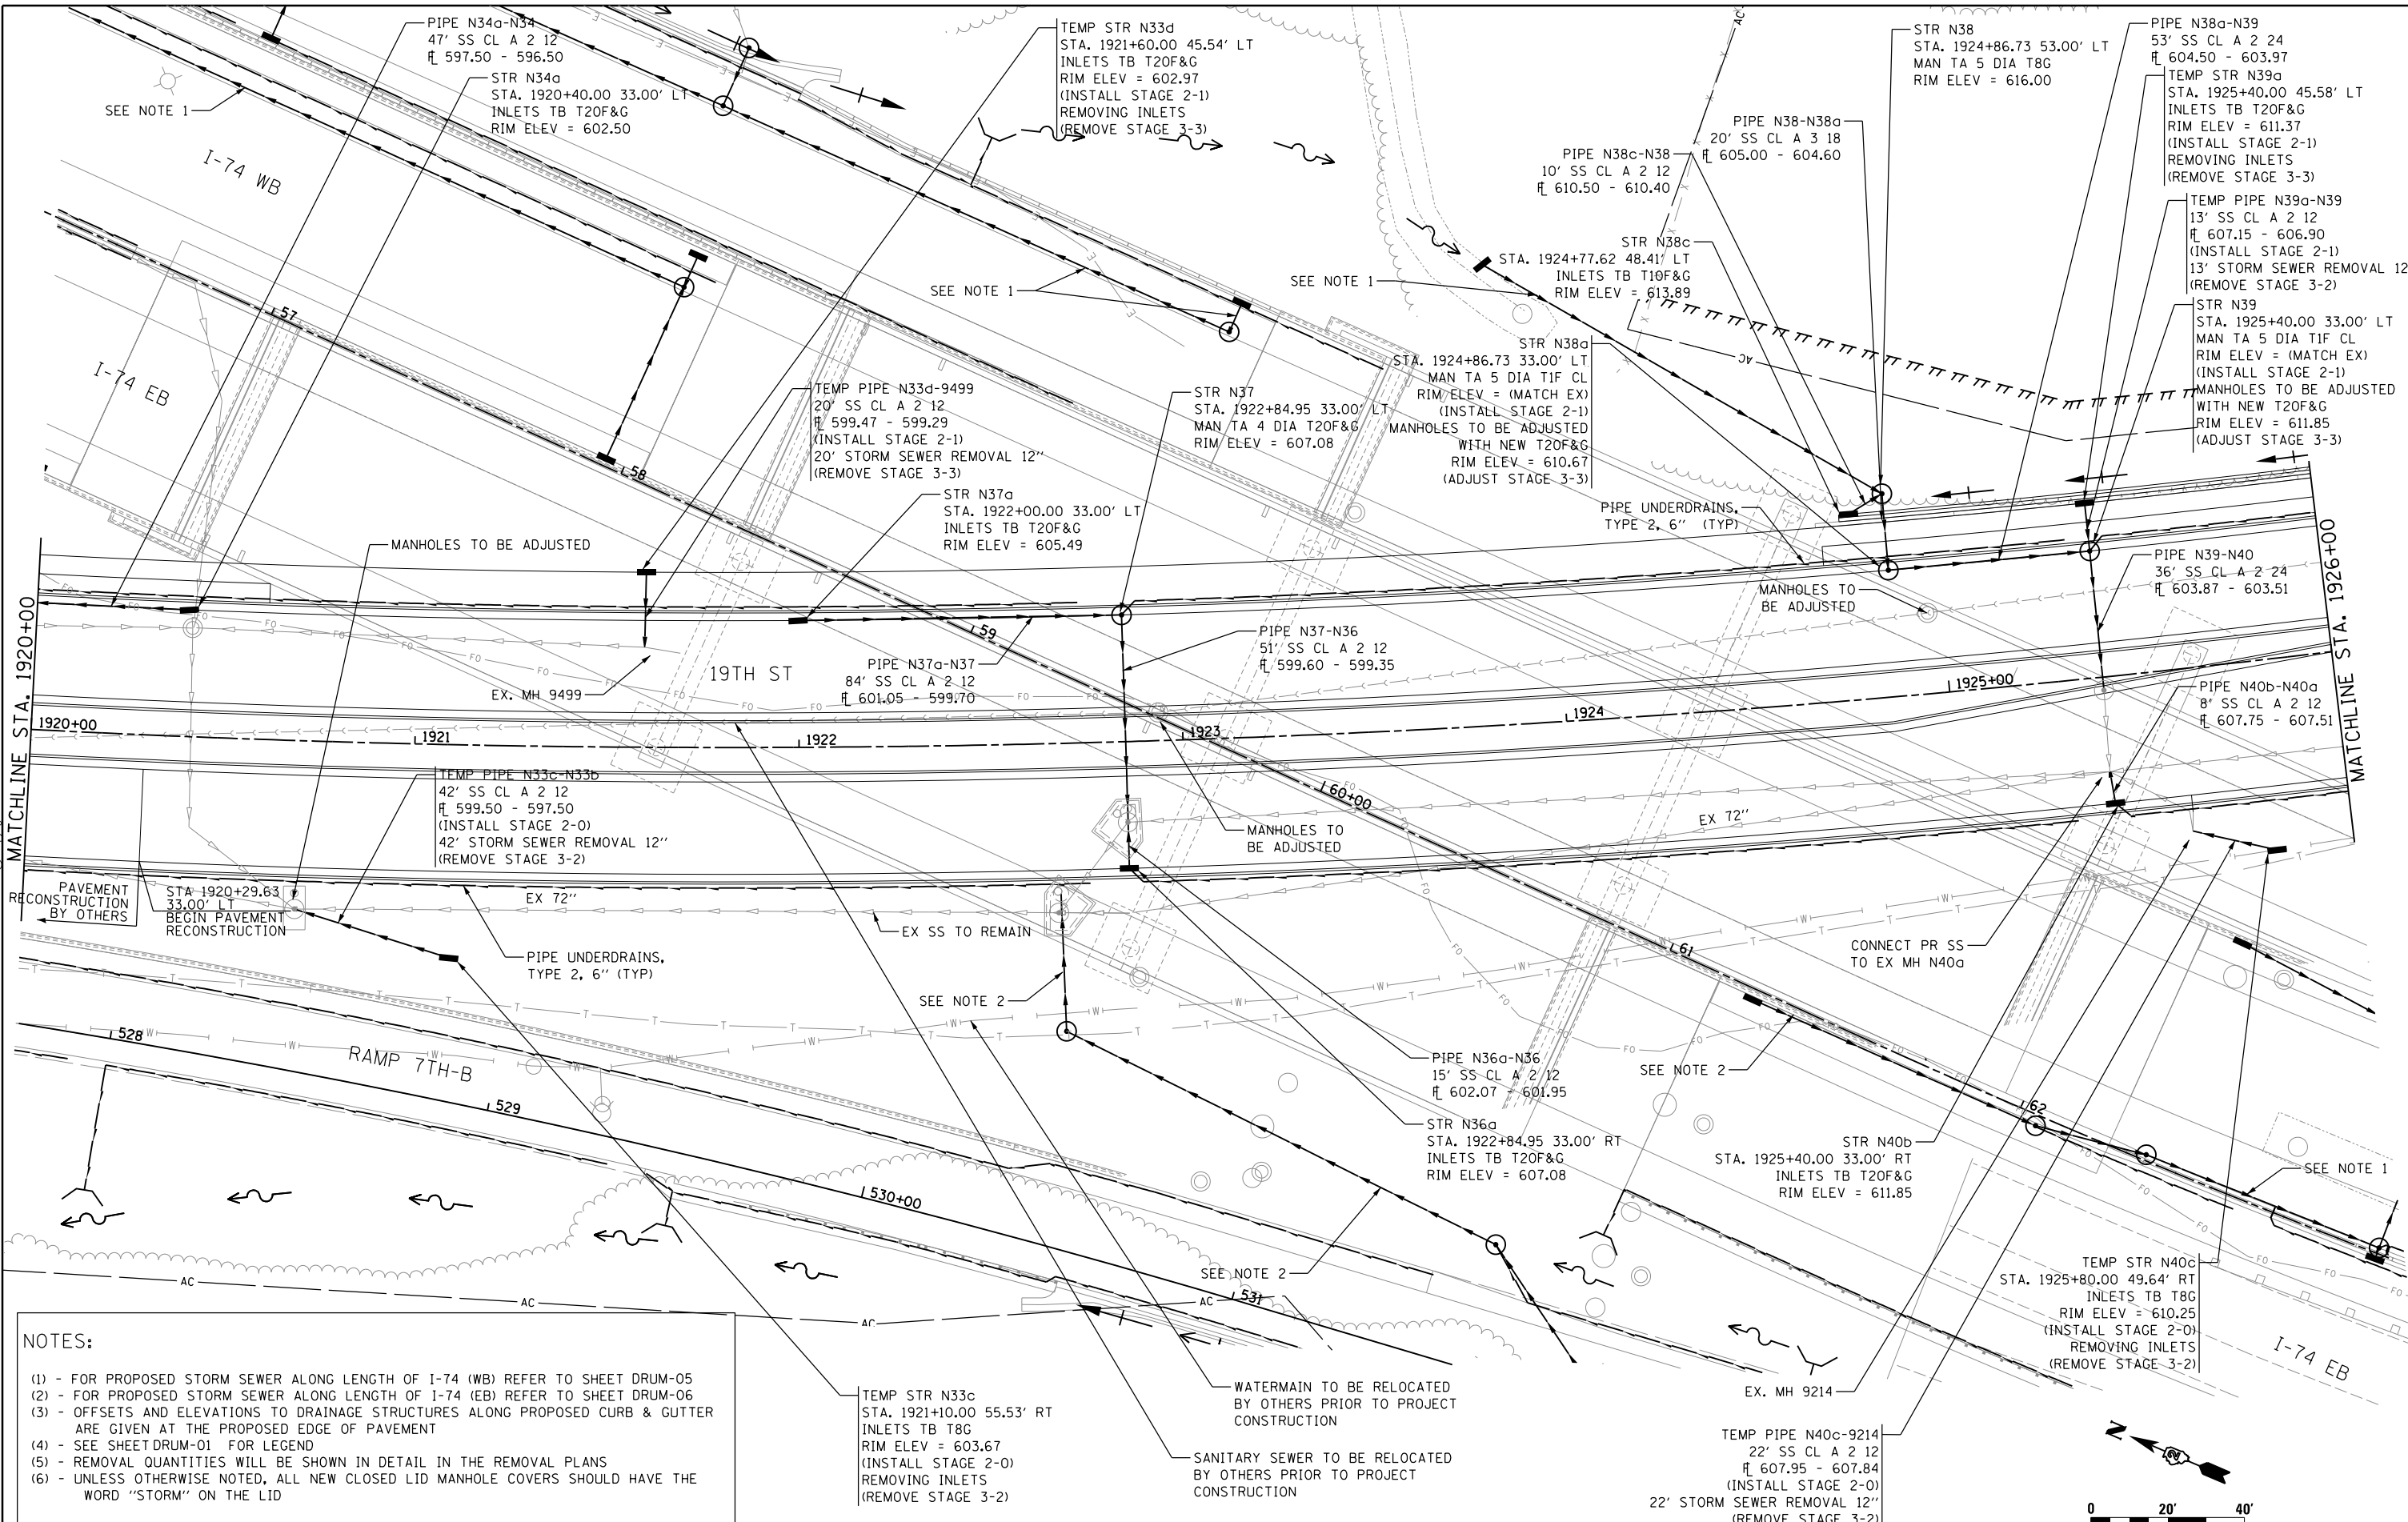 PIPE N34a-N34
47' SS CL A 2 12
FL 597.50 - 596.50
STR N34a
STA. 1920+40.00 33.00' LT
INLETS TB T20F&G
RIM ELEV = 602.50
SEE NOTE 1
I-74 WB
I-74 EB
TEMP STR N33d
STA. 1921+60.00 45.54' LT
INLETS TB T20F&G
RIM ELEV = 602.97
(INSTALL STAGE 2-1)
REMOVING INLETS
(REMOVE STAGE 3-3)
AC
STR N38
STA. 1924+86.73 53.00' LT
MAN TA 5 DIA T8G
RIM ELEV = 616.00
PIPE N38a-N39
53' SS CL A 2 24
FL 604.50 - 603.97
TEMP STR N39a
STA. 1925+40.00 45.58' LT
INLETS TB T20F&G
RIM ELEV = 611.37
(INSTALL STAGE 2-1)
REMOVING INLETS
(REMOVE STAGE 3-3)
PIPE N38-N38a
20' SS CL A 3 18
FL 605.00 - 604.60
PIPE N38c-N38
10' SS CL A 2 12
FL 610.50 - 610.40
TEMP PIPE N39a-N39
13' SS CL A 2 12
FL 607.15 - 606.90
(INSTALL STAGE 2-1)
13' STORM SEWER REMOVAL 12
(REMOVE STAGE 3-2)
STR N38c
STA. 1924+77.62 48.41' LT
INLETS TB T10F&G
RIM ELEV = 613.89
SEE NOTE 1
SEE NOTE 1
STR N39
STA. 1925+40.00 33.00' LT
MAN TA 5 DIA T1F CL
RIM ELEV = (MATCH EX)
(INSTALL STAGE 2-1)
MANHOLES TO BE ADJUSTED
WITH NEW T20F&G
RIM ELEV = 611.85
(ADJUST STAGE 3-3)
STR N38a
STA. 1924+86.73 33.00' LT
MAN TA 5 DIA T1F CL
RIM ELEV = (MATCH EX)
(INSTALL STAGE 2-1)
MANHOLES TO BE ADJUSTED
WITH NEW T20F&G
RIM ELEV = 610.67
(ADJUST STAGE 3-3)
AC
57
58
59
60+00
61
62
TEMP PIPE N33d-9499
20' SS CL A 2 12
FL 599.47 - 599.29
(INSTALL STAGE 2-1)
20' STORM SEWER REMOVAL 12"
(REMOVE STAGE 3-3)
STR N37
STA. 1922+84.95 33.00' LT
MAN TA 4 DIA T20F&G
RIM ELEV = 607.08
STR N37a
STA. 1922+00.00 33.00' LT
INLETS TB T20F&G
RIM ELEV = 605.49
PIPE UNDERDRAINS,
TYPE 2, 6" (TYP)
MANHOLES TO BE ADJUSTED
MANHOLES TO
BE ADJUSTED
PIPE N39-N40
36' SS CL A 2 24
FL 603.87 - 603.51
MATCHLINE STA. 1920+00
MATCHLINE STA. 1926+00
EX. MH 9499
19TH ST
PIPE N37a-N37
84' SS CL A 2 12
FL 601.05 - 599.70
PIPE N37-N36
51' SS CL A 2 12
FL 599.60 - 599.35
PIPE N40b-N40a
8' SS CL A 2 12
FL 607.75 - 607.51
1920+00
1921
1922
1923
1924
1925+00
TEMP PIPE N33c-N33b
42' SS CL A 2 12
FL 599.50 - 597.50
(INSTALL STAGE 2-0)
42' STORM SEWER REMOVAL 12"
(REMOVE STAGE 3-2)
MANHOLES TO
BE ADJUSTED
EX 72"
EX 72"
PAVEMENT
RECONSTRUCTION
BY OTHERS
STA 1920+29.63
33.00' LT
BEGIN PAVEMENT
RECONSTRUCTION
EX SS TO REMAIN
PIPE UNDERDRAINS,
TYPE 2, 6" (TYP)
CONNECT PR SS
TO EX MH N40a
SEE NOTE 2
528
529
530+00
531
RAMP 7TH-B
PIPE N36a-N36
15' SS CL A 2 12
FL 602.07 - 601.95
SEE NOTE 2
STR N36a
STA. 1922+84.95 33.00' RT
INLETS TB T20F&G
RIM ELEV = 607.08
STR N40b
STA. 1925+40.00 33.00' RT
INLETS TB T20F&G
RIM ELEV = 611.85
SEE NOTE 1
SEE NOTE 2
AC
AC
AC
AC
TEMP STR N40c
STA. 1925+80.00 49.64' RT
INLETS TB T8G
RIM ELEV = 610.25
(INSTALL STAGE 2-0)
REMOVING INLETS
(REMOVE STAGE 3-2)
I-74 EB
NOTES:
(1) - FOR PROPOSED STORM SEWER ALONG LENGTH OF I-74 (WB) REFER TO SHEET DRUM-05
(2) - FOR PROPOSED STORM SEWER ALONG LENGTH OF I-74 (EB) REFER TO SHEET DRUM-06
(3) - OFFSETS AND ELEVATIONS TO DRAINAGE STRUCTURES ALONG PROPOSED CURB & GUTTER
ARE GIVEN AT THE PROPOSED EDGE OF PAVEMENT
(4) - SEE SHEET DRUM-01 FOR LEGEND
(5) - REMOVAL QUANTITIES WILL BE SHOWN IN DETAIL IN THE REMOVAL PLANS
(6) - UNLESS OTHERWISE NOTED, ALL NEW CLOSED LID MANHOLE COVERS SHOULD HAVE THE
WORD "STORM" ON THE LID
TEMP STR N33c
STA. 1921+10.00 55.53' RT
INLETS TB T8G
RIM ELEV = 603.67
(INSTALL STAGE 2-0)
REMOVING INLETS
(REMOVE STAGE 3-2)
WATERMAIN TO BE RELOCATED
BY OTHERS PRIOR TO PROJECT
CONSTRUCTION
SANITARY SEWER TO BE RELOCATED
BY OTHERS PRIOR TO PROJECT
CONSTRUCTION
EX. MH 9214
TEMP PIPE N40c-9214
22' SS CL A 2 12
FL 607.95 - 607.84
(INSTALL STAGE 2-0)
22' STORM SEWER REMOVAL 12"
(REMOVE STAGE 3-2)
N
0 20' 40'